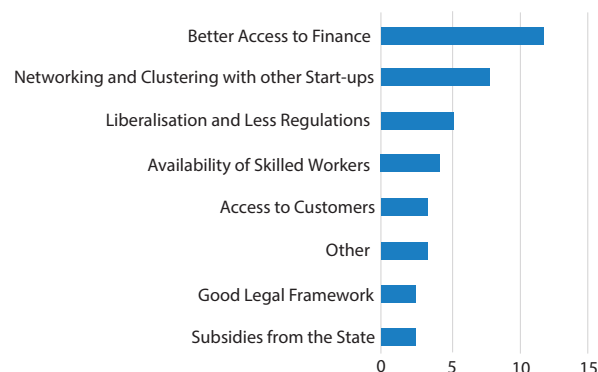 Better Access to Finance
Networking and Clustering with other Start-ups
Liberalisation and Less Regulations
Availability of Skilled Workers
Access to Customers
Other
Good Legal Framework
Subsidies from the State
0 5 10 15